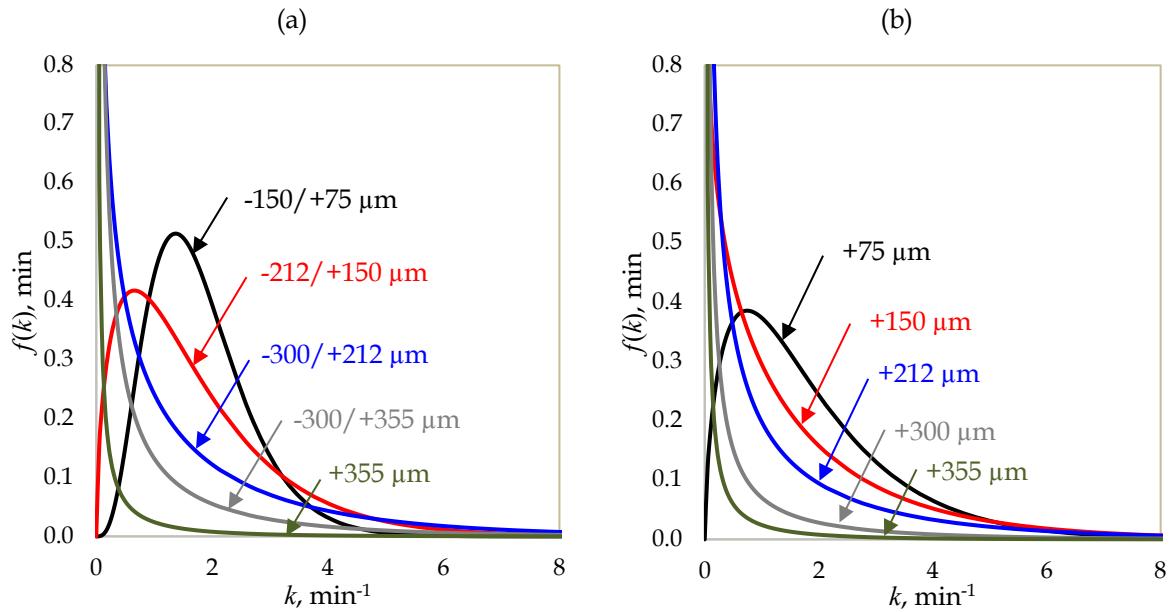 (a)
f(k), min
0.8
0.7
0.6
0.5
0.4
0.3
0.2
0.1
0.0
-150/+75 µm
-212/+150 µm
-300/+212 µm
-300/+355 µm
+355 µm
0 2 4 6 8
k, min-1
(b)
f(k), min
0.8
0.7
0.6
0.5
0.4
0.3
0.2
0.1
0.0
+75 µm
+150 µm
+212 µm
+300 µm
+355 µm
0 2 4 6 8
k, min-1